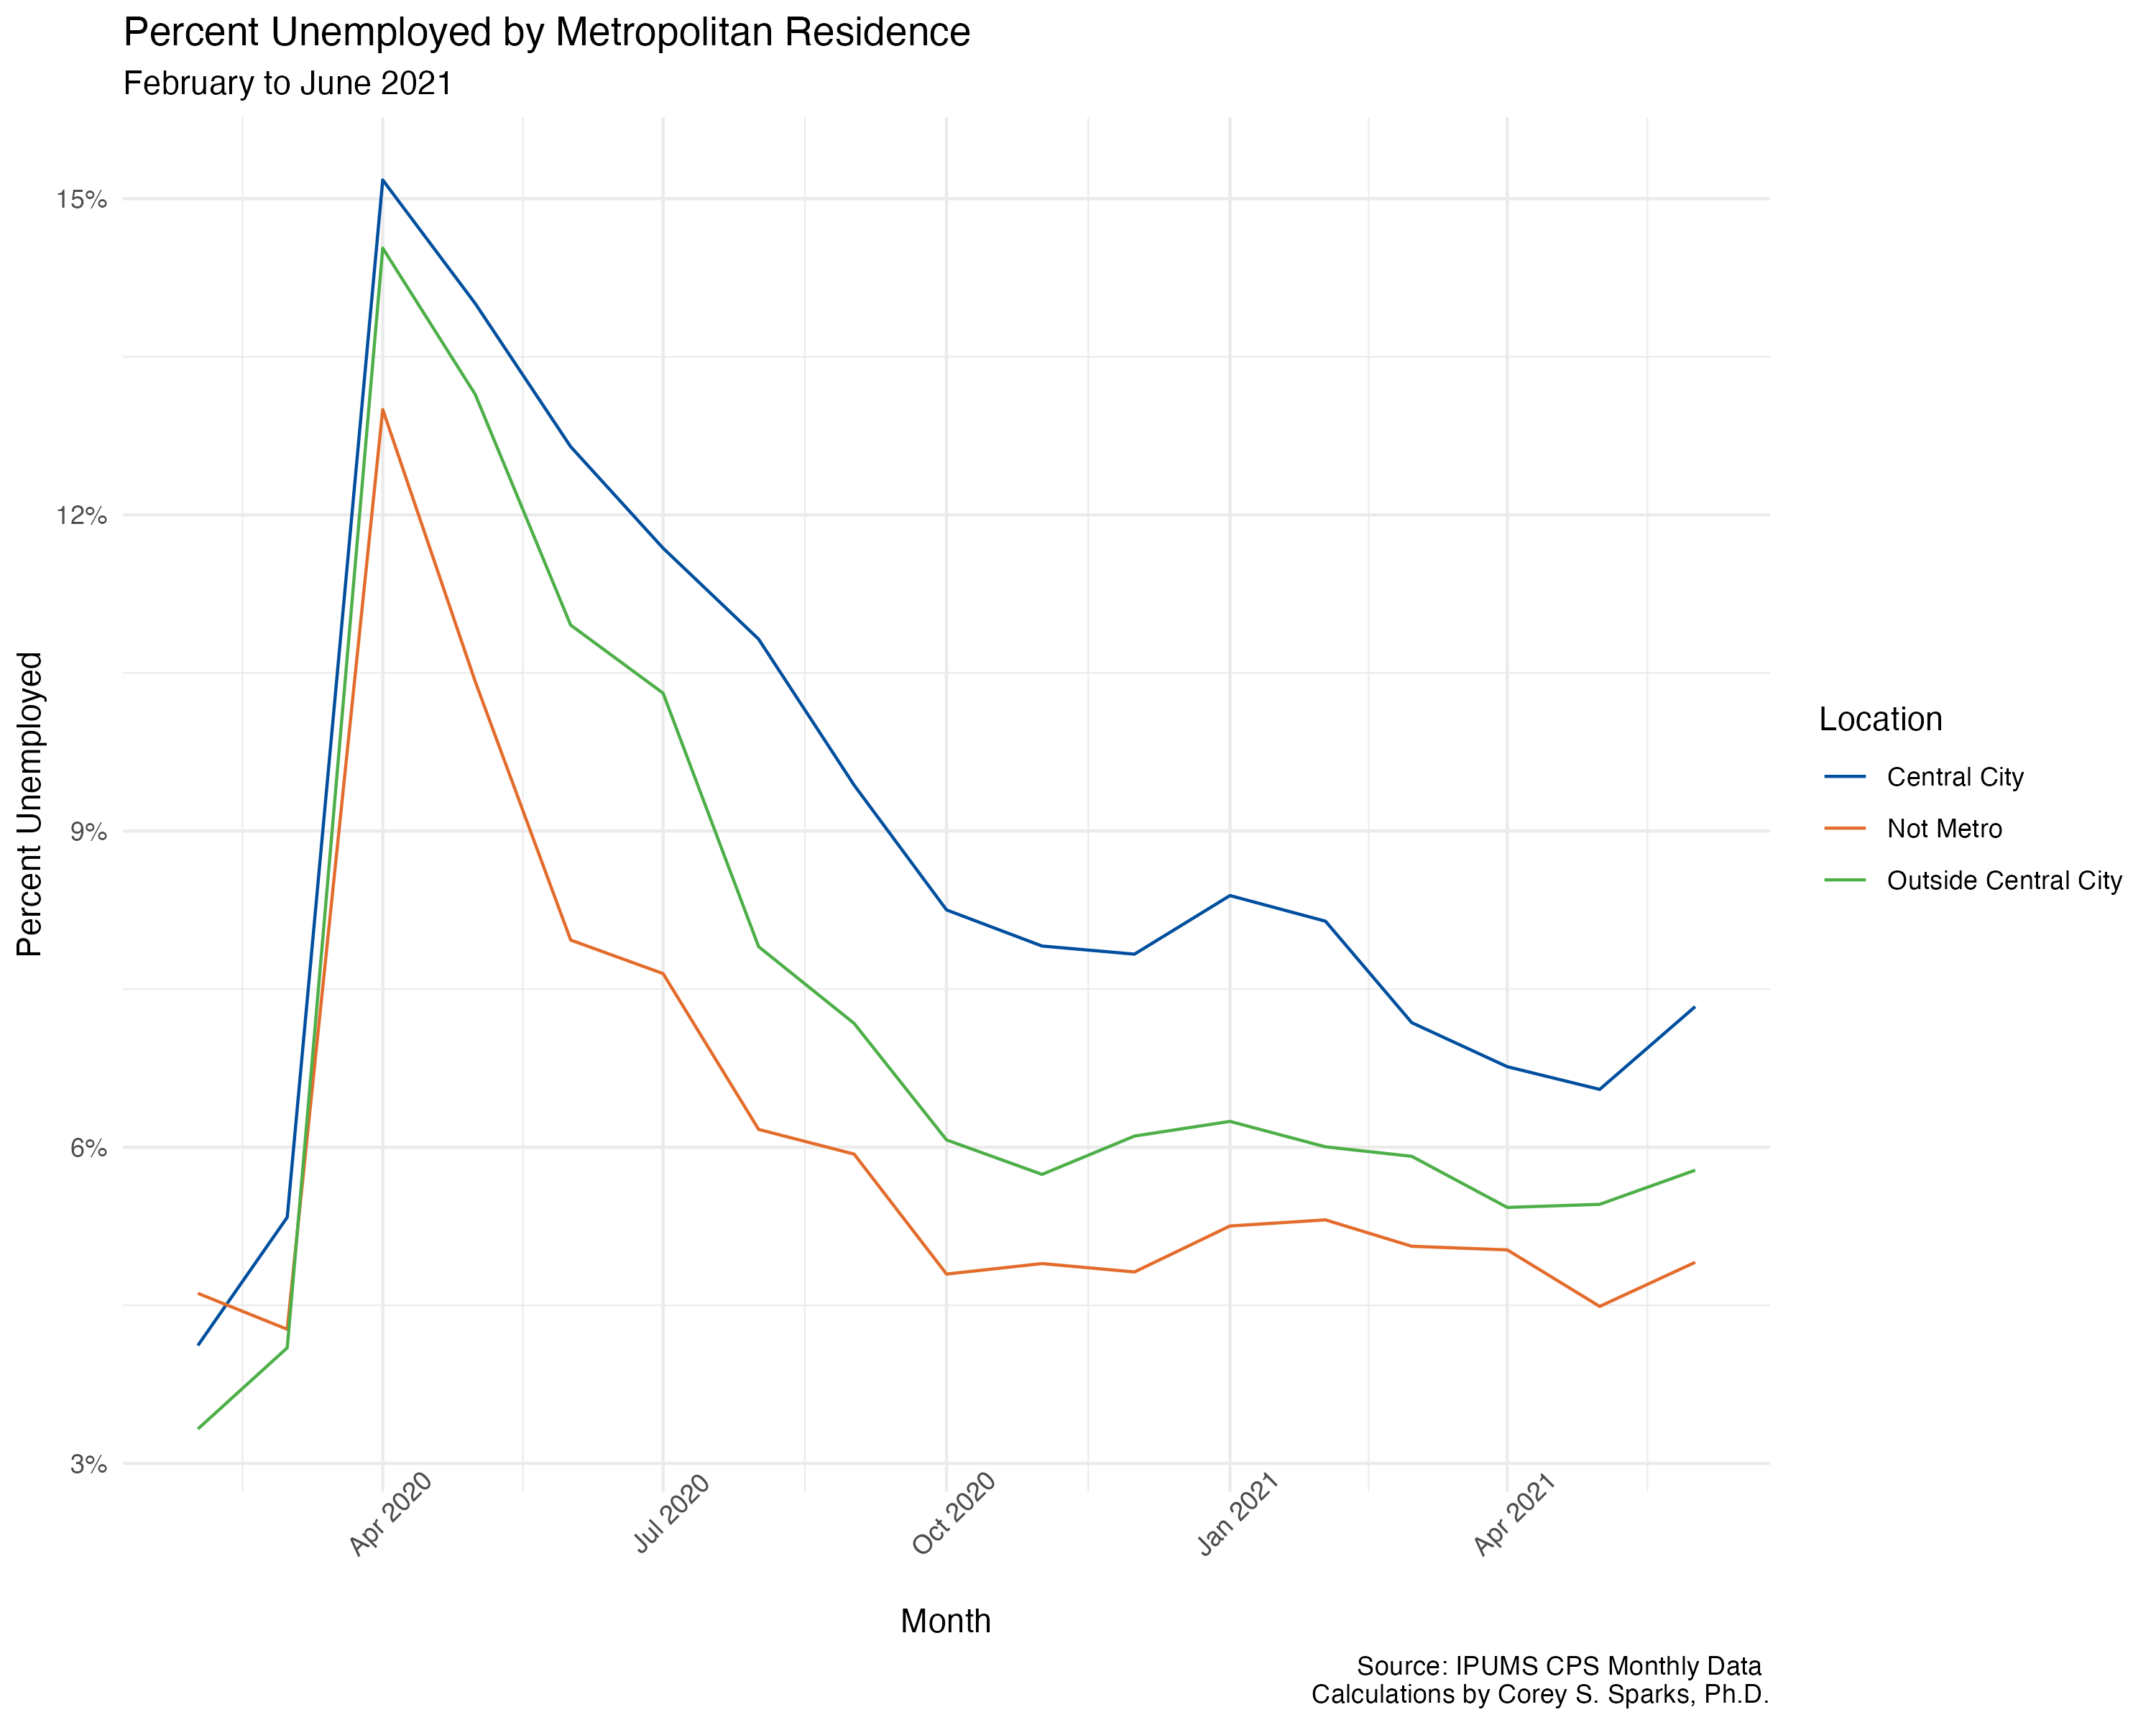 Percent Unemployed by Metropolitan Residence
February to June 2021
Percent Unemployed
15%
12%
9%
6%
3%
Apr 2020
Jul 2020
Oct 2020
Jan 2021
Apr 2021
Month
Location
Central City
Not Metro
Outside Central City
Source: IPUMS CPS Monthly Data
Calculations by Corey S. Sparks, Ph.D.